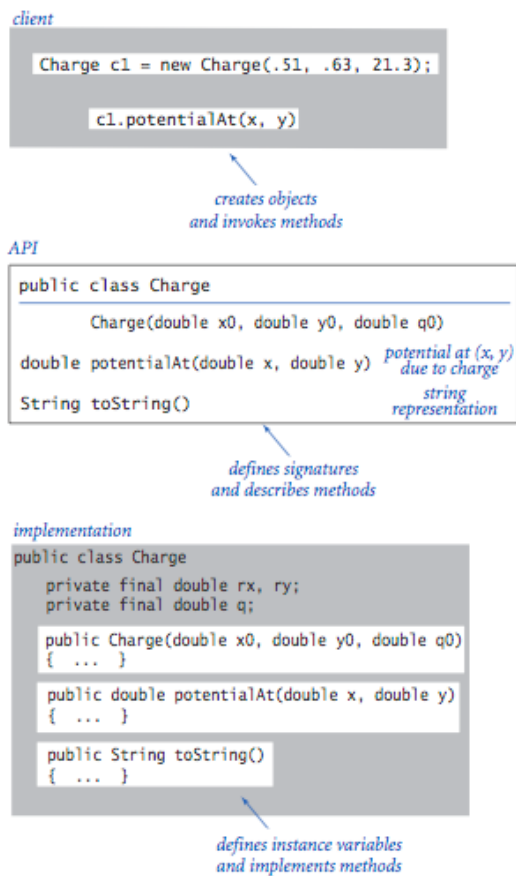 client
Charge c1 = new Charge(.51, .63, 21.3);
c1.potentialAt(x, y)
creates objects
and invokes methods
API
public class Charge
Charge(double x0, double y0, double q0)
double potentialAt(double x, double y) potential at (x, y)
due to charge
String toString() string
representation
defines signatures
and describes methods
implementation
public class Charge
private final double rx, ry;
private final double q;
public Charge(double x0, double y0, double q0)
{ ... }
public double potentialAt(double x, double y)
{ ... }
public String toString()
{ ... }
defines instance variables
and implements methods